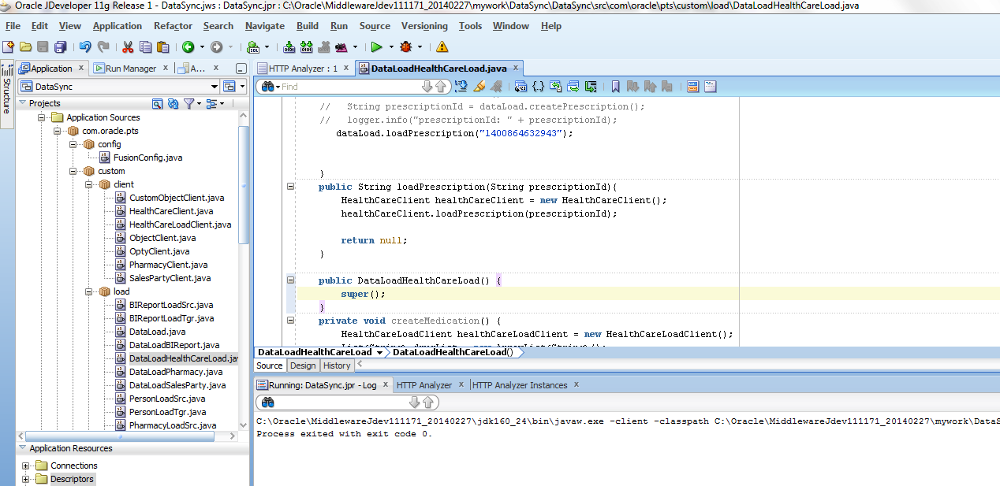 Oracle JDeveloper 11g Release 1 - DataSync.jws : DataSync.jpr : C:\Oracle\MiddlewareJdev111171_20140227\mywork\DataSync\DataSync\src\com\oracle\pts\custom\load\DataLoadHealthCareLoad.java
File Edit View Application Refactor Search Navigate Build Run Source Versioning Tools Window Help
Structure
Application x Run Manager x A... x
DataSync
Projects
Application Sources
com.oracle.pts
config
FusionConfig.java
custom
client
CustomObjectClient.java
HealthCareClient.java
HealthCareLoadClient.java
ObjectClient.java
OptyClient.java
PharmacyClient.java
SalesPartyClient.java
load
BIReportLoadSrc.java
BIReportLoadTgr.java
DataLoad.java
DataLoadBIReport.java
DataLoadHealthCareLoad.jav
DataLoadPharmacy.java
DataLoadSalesParty.java
PersonLoadSrc.java
PersonLoadTgr.java
PharmacyLoadSrc.java
Application Resources
Connections
Descriptors
HTTP Analyzer : 1 x DataLoadHealthCareLoad.java x
Find
// String prescriptionId = dataLoad.createPrescription();
// logger.info("prescriptionId: " + prescriptionId);
dataLoad.loadPrescription("1400864632943");
}
public String loadPrescription(String prescriptionId){
HealthCareClient healthCareClient = new HealthCareClient();
healthCareClient.loadPrescription(prescriptionId);
return null;
}
public DataLoadHealthCareLoad() {
super();
}
private void createMedication() {
HealthCareLoadClient healthCareLoadClient = new HealthCareLoadClient();
DataLoadHealthCareLoad DataLoadHealthCareLoad()
Source Design History
Running: DataSync.jpr - Log x HTTP Analyzer x HTTP Analyzer Instances x
C:\Oracle\MiddlewareJdev111171_20140227\jdk160_24\bin\javaw.exe -client -classpath C:\Oracle\MiddlewareJdev111171_20140227\mywork\DataS
Process exited with exit code 0.